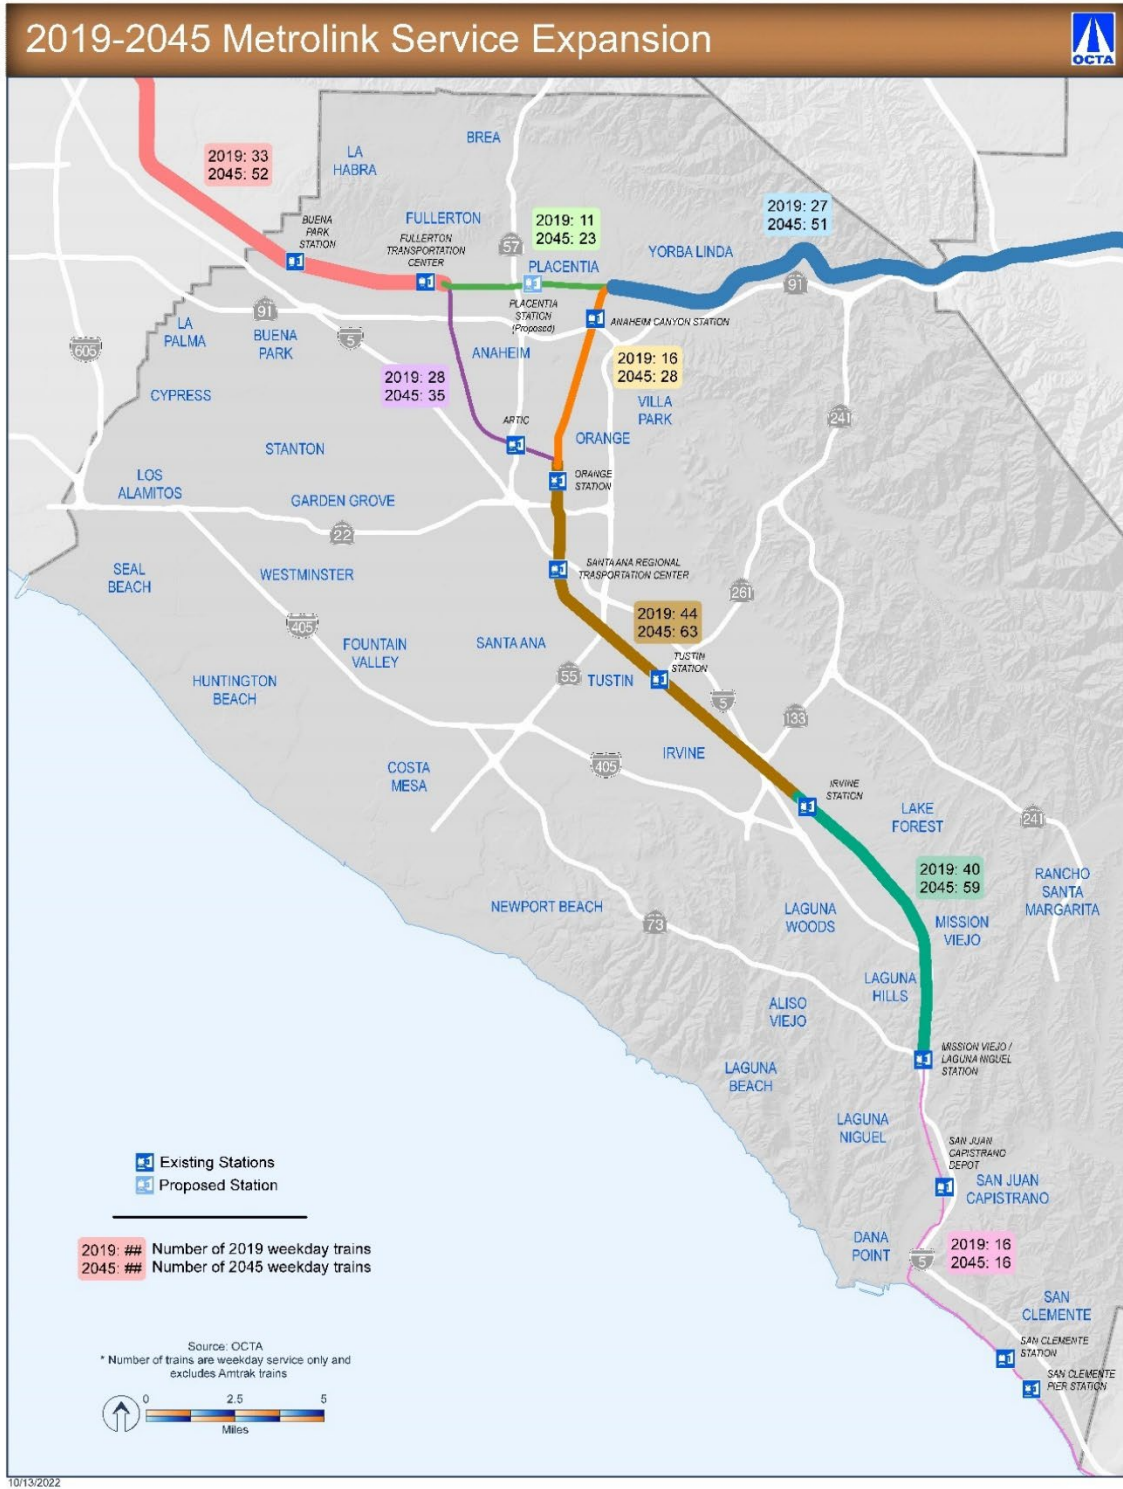 2019-2045 Metrolink Service Expansion
OCTA
BREA
LA
HABRA
2019: 33
2045: 52
FULLERTON
BUENA
PARK
STATION
FULLERTON
TRANSPORTATION
CENTER
2019: 11
2045: 23
57
PLACENTIA
2019: 27
2045: 51
YORBA LINDA
91
PLACENTIA
STATION
(Proposed)
ANAHEIM CANYON STATION
LA
PALMA
91
BUENA
PARK
5
605
ANAHEIM
2019: 16
2045: 28
2019: 28
2045: 35
CYPRESS
VILLA
PARK
241
ARTIC
ORANGE
STANTON
LOS
ALAMITOS
ORANGE
STATION
GARDEN GROVE
22
SEAL
BEACH
WESTMINSTER
SANTA ANA REGIONAL
TRASPORTATION CENTER
261
405
2019: 44
2045: 63
FOUNTAIN
VALLEY
SANTA ANA
TUSTIN
STATION
55
TUSTIN
HUNTINGTON
BEACH
5
133
IRVINE
405
COSTA
MESA
IRVINE
STATION
LAKE
FOREST
241
2019: 40
2045: 59
RANCHO
SANTA
MARGARITA
NEWPORT BEACH
73
LAGUNA
WOODS
MISSION
VIEJO
LAGUNA
HILLS
ALISO
VIEJO
MISSION VIEJO /
LAGUNA NIGUEL
STATION
LAGUNA
BEACH
LAGUNA
NIGUEL
SAN JUAN
CAPISTRANO
DEPOT
SAN JUAN
CAPISTRANO
DANA
POINT
5
2019: 16
2045: 16
SAN
CLEMENTE
SAN CLEMENTE
STATION
SAN CLEMENTE
PIER STATION
Existing Stations
Proposed Station
2019: ## Number of 2019 weekday trains
2045: ## Number of 2045 weekday trains
Source: OCTA
* Number of trains are weekday service only and
excludes Amtrak trains
0 2.5 5
Miles
10/13/2022